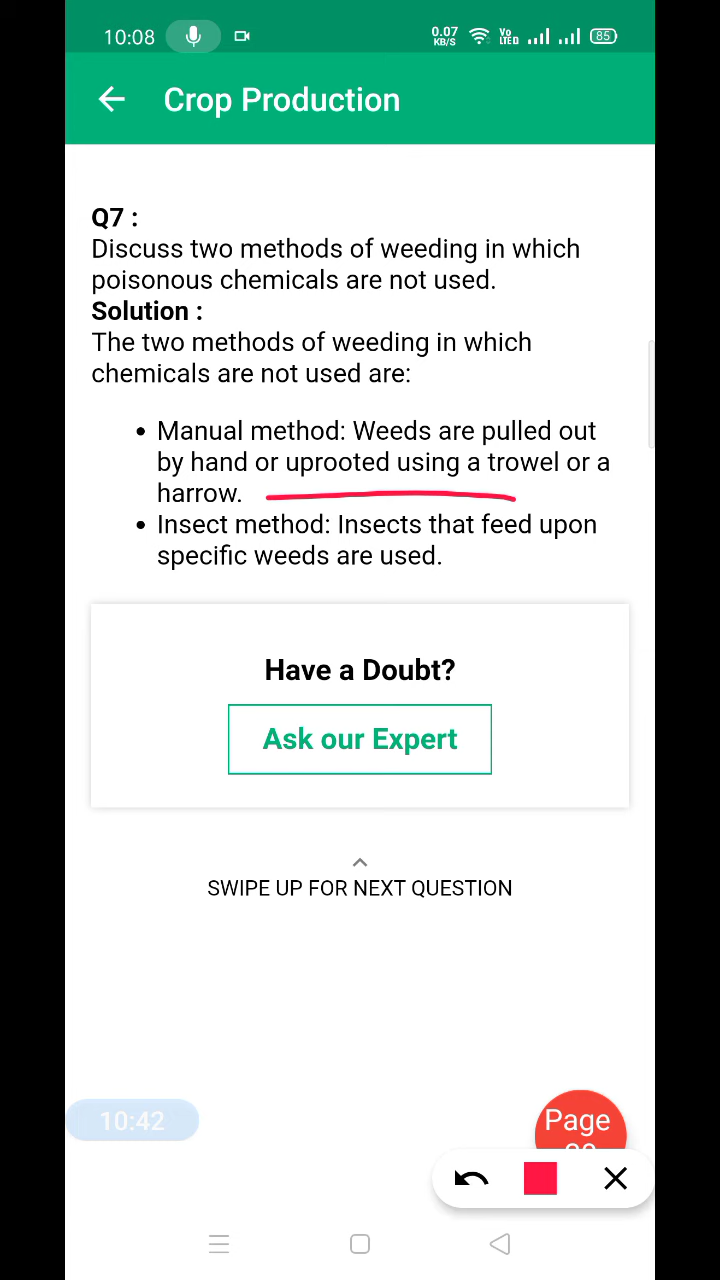 10:08
0.07
KB/S
Vo
LTE D
85
Crop Production
Q7 :
Discuss two methods of weeding in which
poisonous chemicals are not used.
Solution :
The two methods of weeding in which
chemicals are not used are:
• Manual method: Weeds are pulled out
by hand or uprooted using a trowel or a
harrow.
• Insect method: Insects that feed upon
specific weeds are used.
Have a Doubt?
Ask our Expert
SWIPE UP FOR NEXT QUESTION
10:42
Page